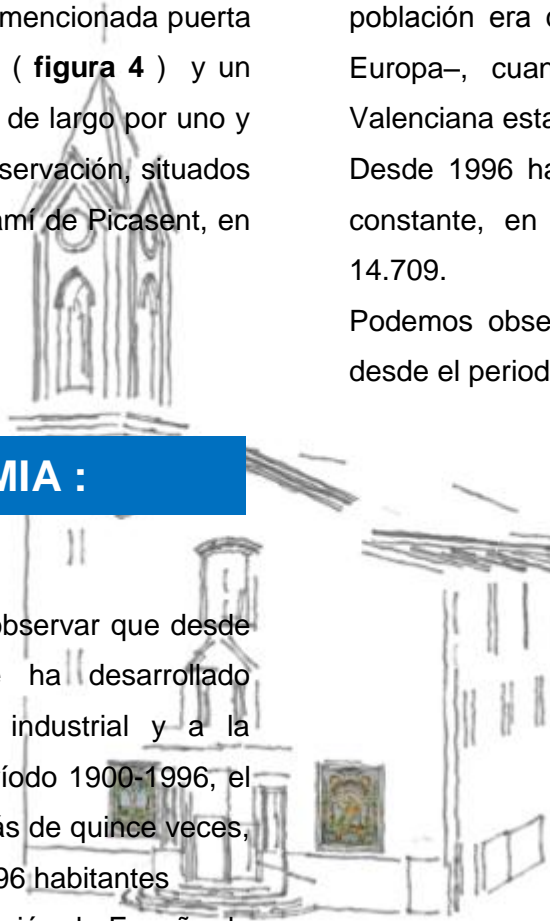 mencionada puerta
( figura 4 ) y un
de largo por uno y
servación, situados
amí de Picasent, en
MIA :
observar que desde
ha desarrollado
industrial y a la
ríodo 1900-1996, el
ás de quince veces,
96 habitantes
población era
Europa–, cuan
Valenciana esta
Desde 1996 ha
constante, en
14.709.
Podemos obse
desde el period